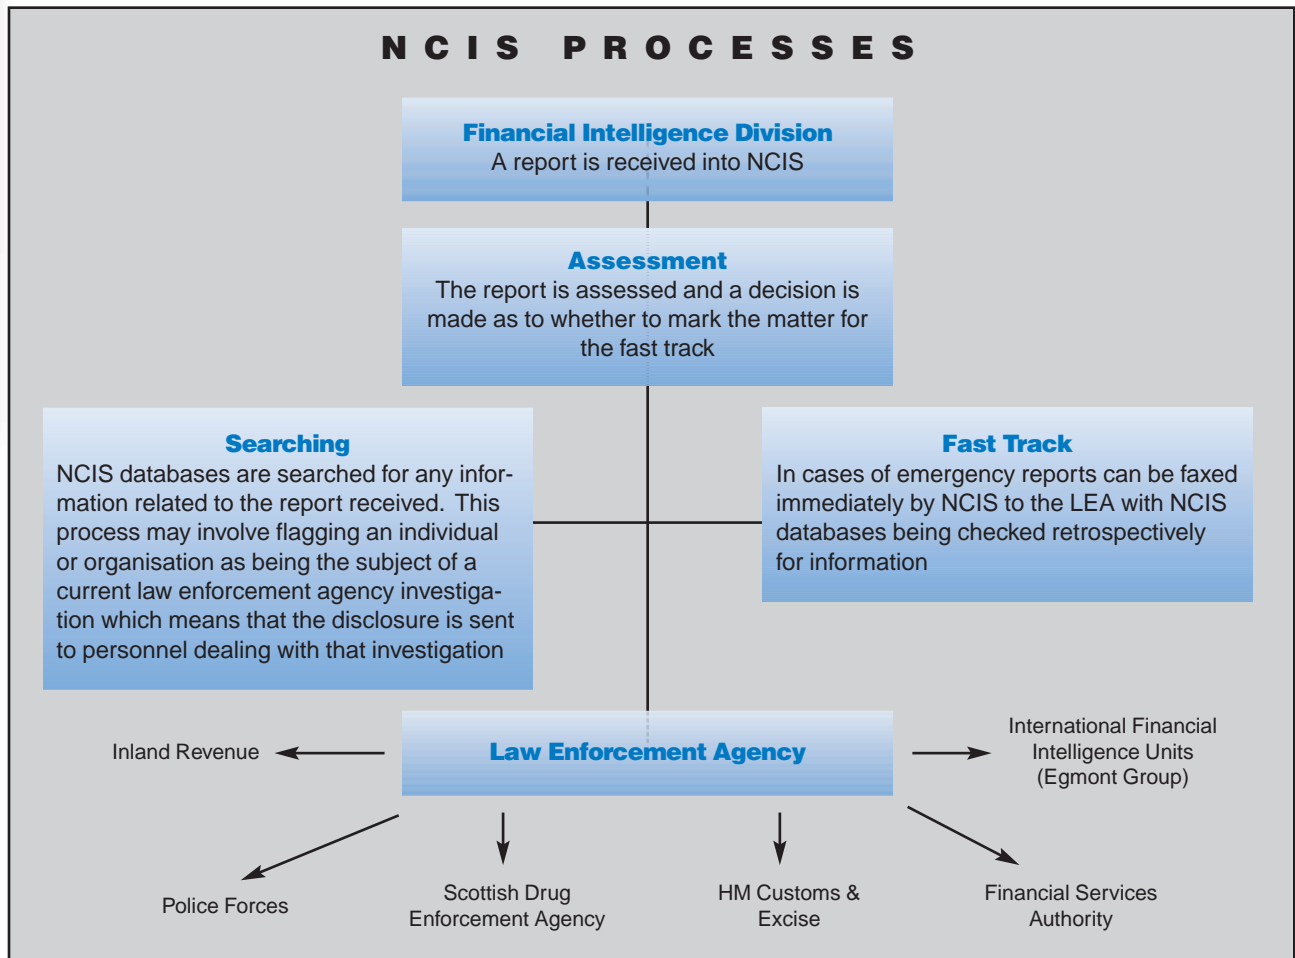 NCIS PROCESSES
Financial Intelligence Division
A report is received into NCIS
Assessment
The report is assessed and a decision is
made as to whether to mark the matter for
the fast track
Searching
NCIS databases are searched for any infor-
mation related to the report received. This
process may involve flagging an individual
or organisation as being the subject of a
current law enforcement agency investiga-
tion which means that the disclosure is sent
to personnel dealing with that investigation
Fast Track
In cases of emergency reports can be faxed
immediately by NCIS to the LEA with NCIS
databases being checked retrospectively
for information
Law Enforcement Agency
Inland Revenue
International Financial
Intelligence Units
(Egmont Group)
Police Forces
Scottish Drug
Enforcement Agency
HM Customs &
Excise
Financial Services
Authority